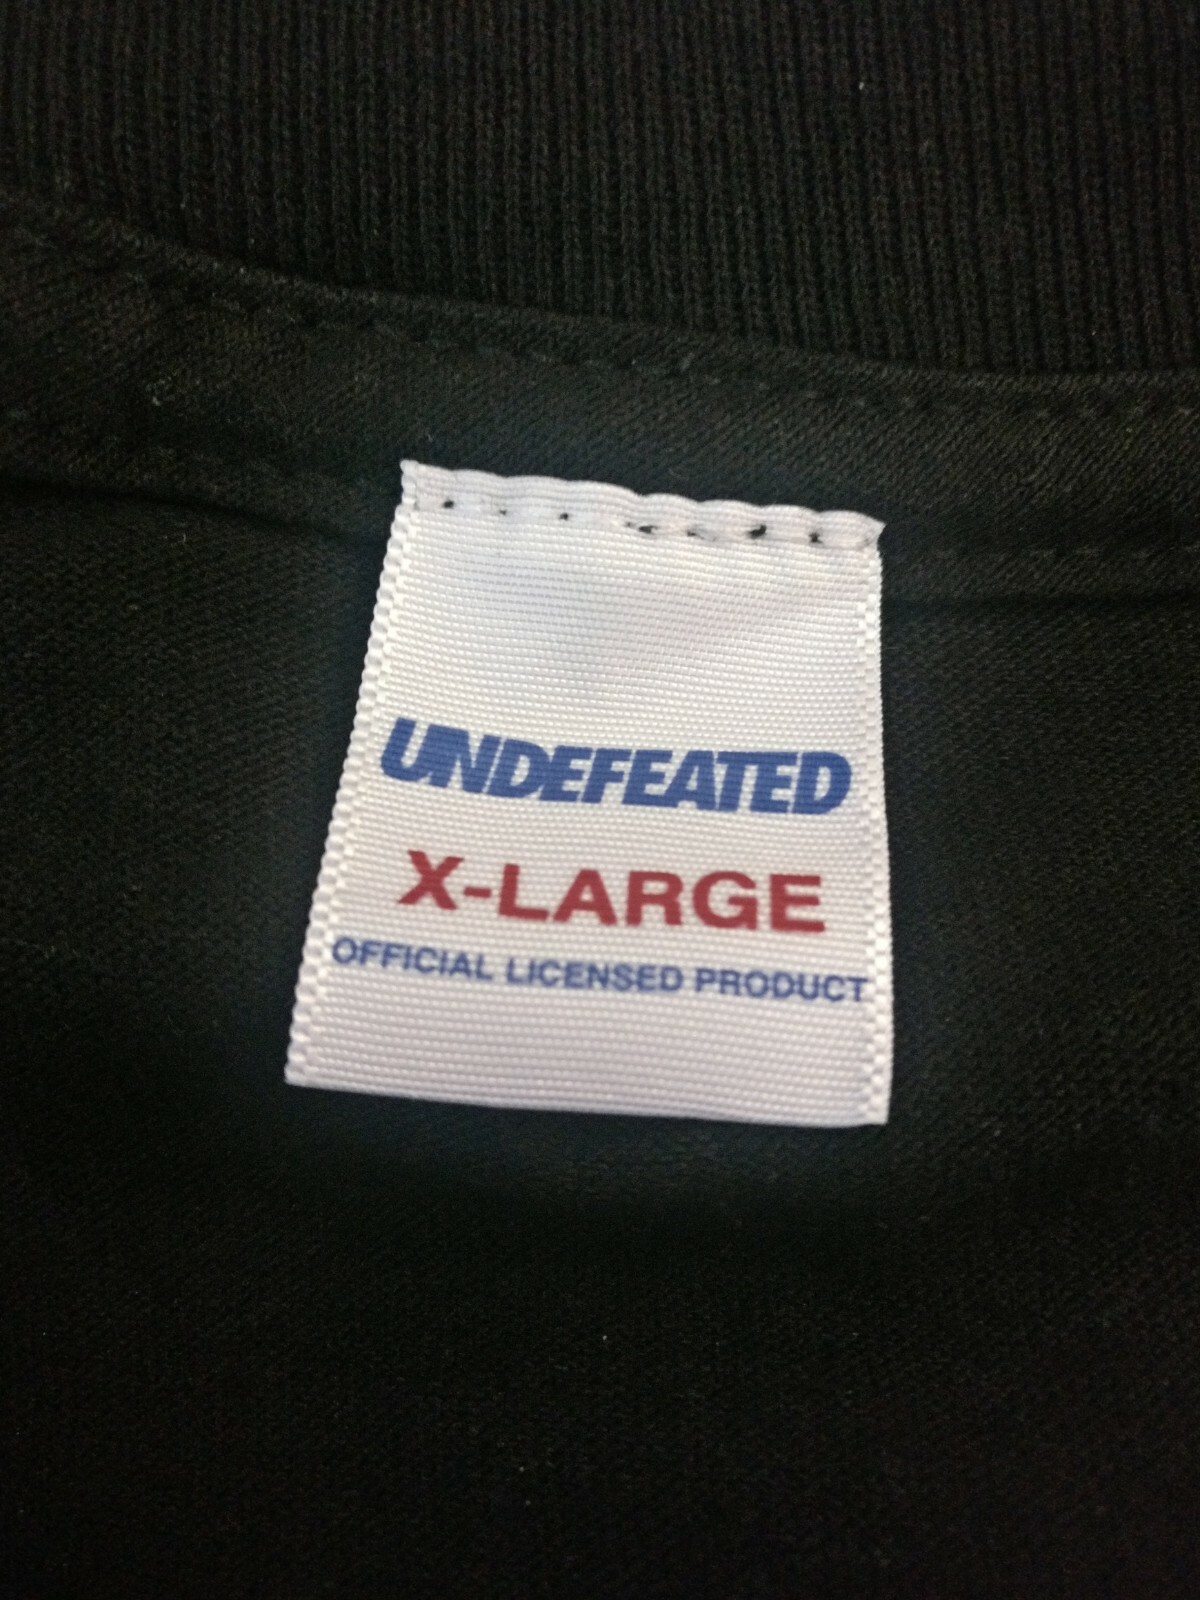 UNDEFEATED
X-LARGE
OFFICIAL LICENSED PRODUCT